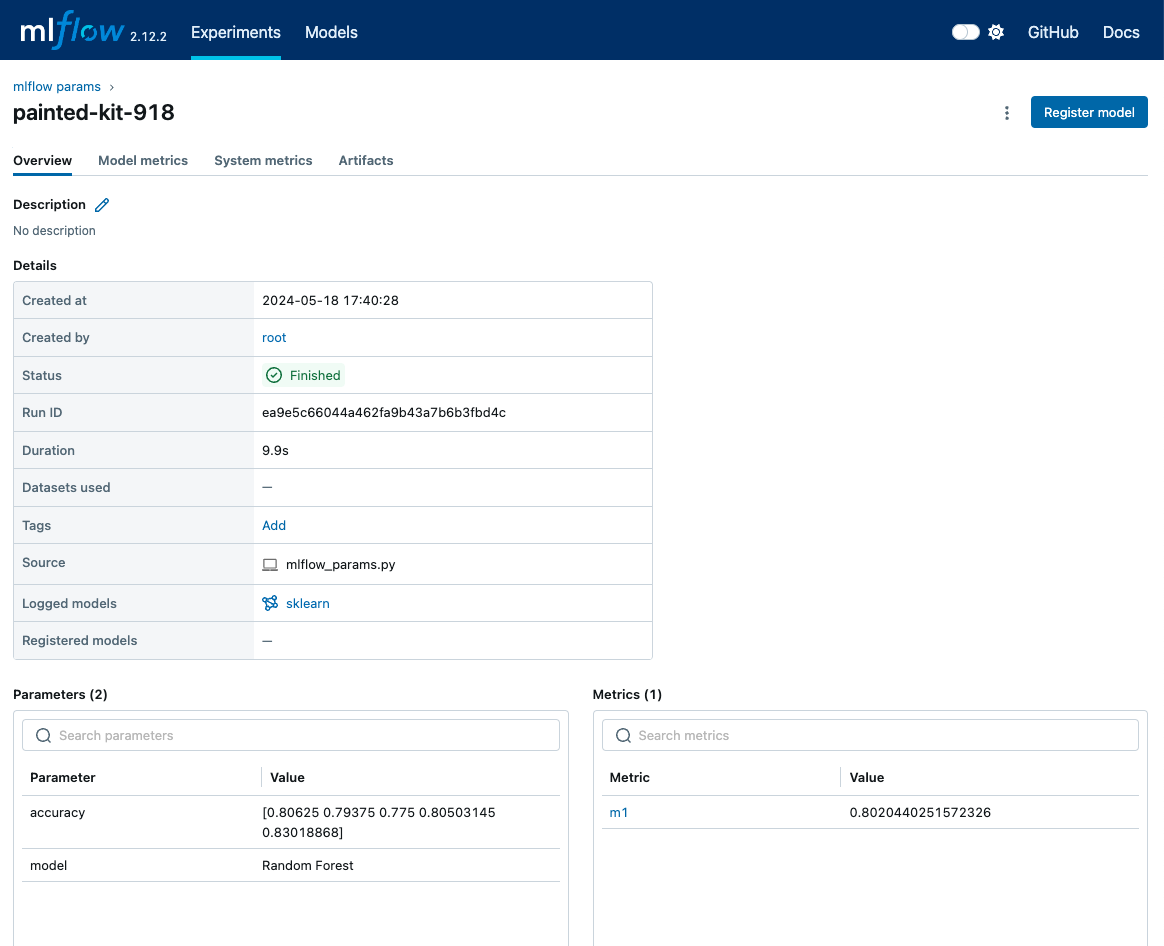 mlflow 2.12.2 Experiments Models GitHub Docs
mlflow params ›
painted-kit-918
Register model
Overview Model metrics System metrics Artifacts
Description
No description
Details
Created at 2024-05-18 17:40:28
Created by root
Status Finished
Run ID ea9e5c66044a462fa9b43a7b6b3fbd4c
Duration 9.9s
Datasets used —
Tags Add
Source mlflow_params.py
Logged models sklearn
Registered models —
Parameters (2)
Search parameters
Parameter Value
accuracy [0.80625 0.79375 0.775 0.80503145
0.83018868]
model Random Forest
Metrics (1)
Search metrics
Metric Value
m1 0.8020440251572326